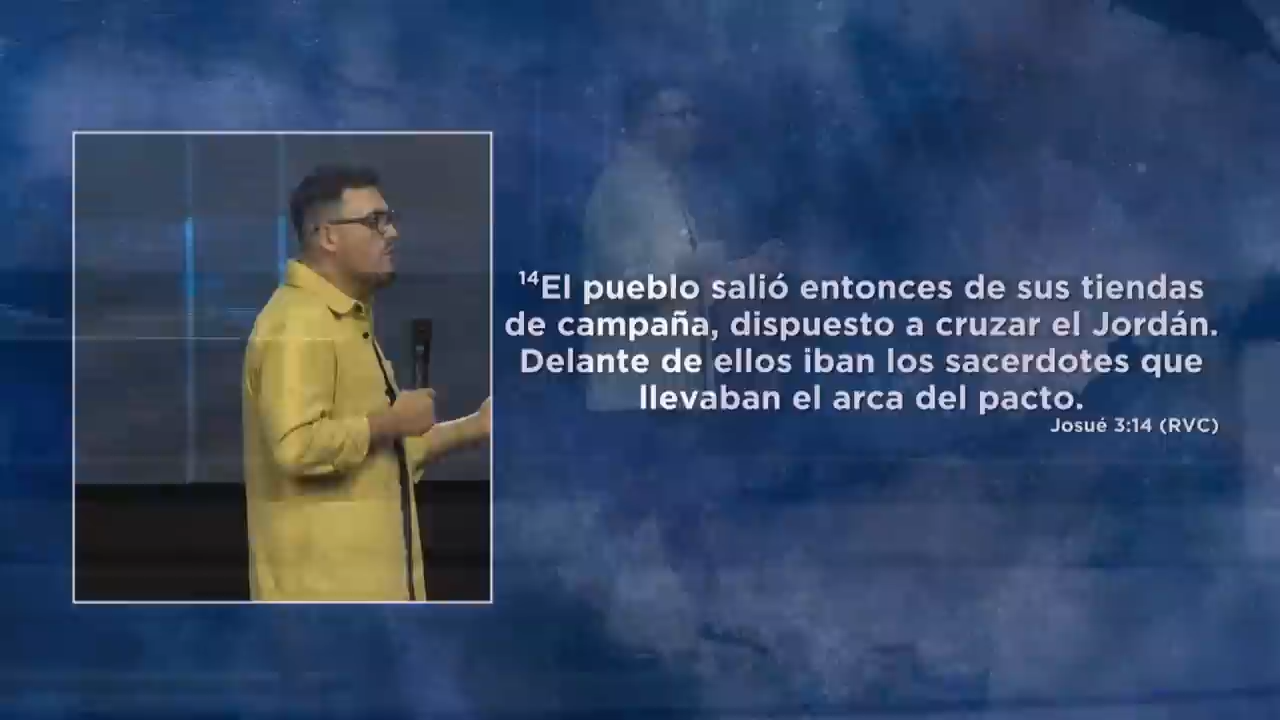 ¹⁴El pueblo salió entonces de sus tiendas
de campaña, dispuesto a cruzar el Jordán.
Delante de ellos iban los sacerdotes que
llevaban el arca del pacto.
Josué 3:14 (RVC)